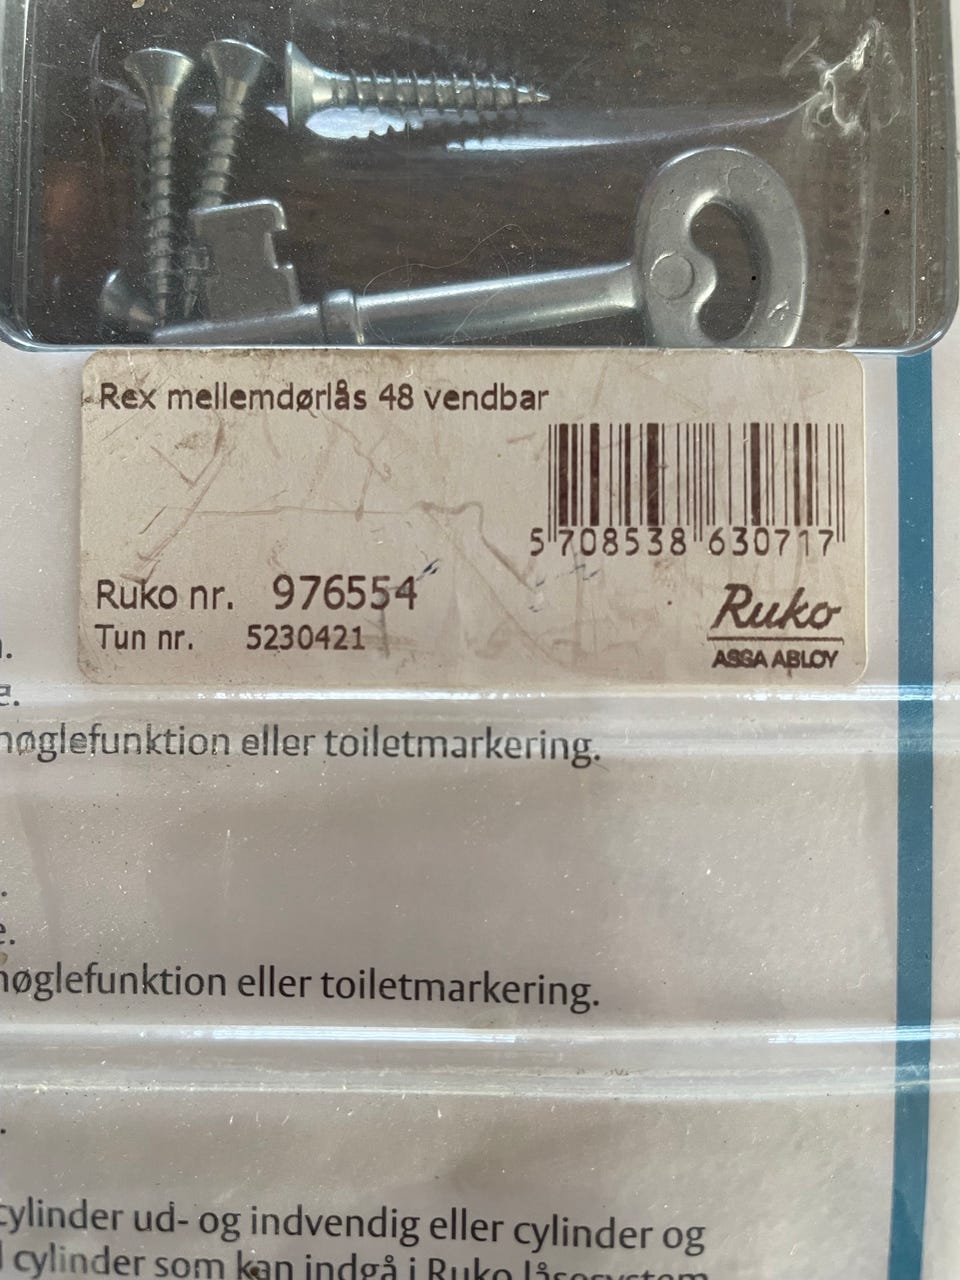 Rex mellemdørlås 48 vendbar
5 708538 630717
Ruko nr. 976554
Ruko
Tun nr. 5230421
ASSA ABLOY
nøglefunktion eller toiletmarkering.
nøglefunktion eller toiletmarkering.
cylinder ud- og indvendig eller cylinder og
cylinder som kan indgå i Ruko låsesystem